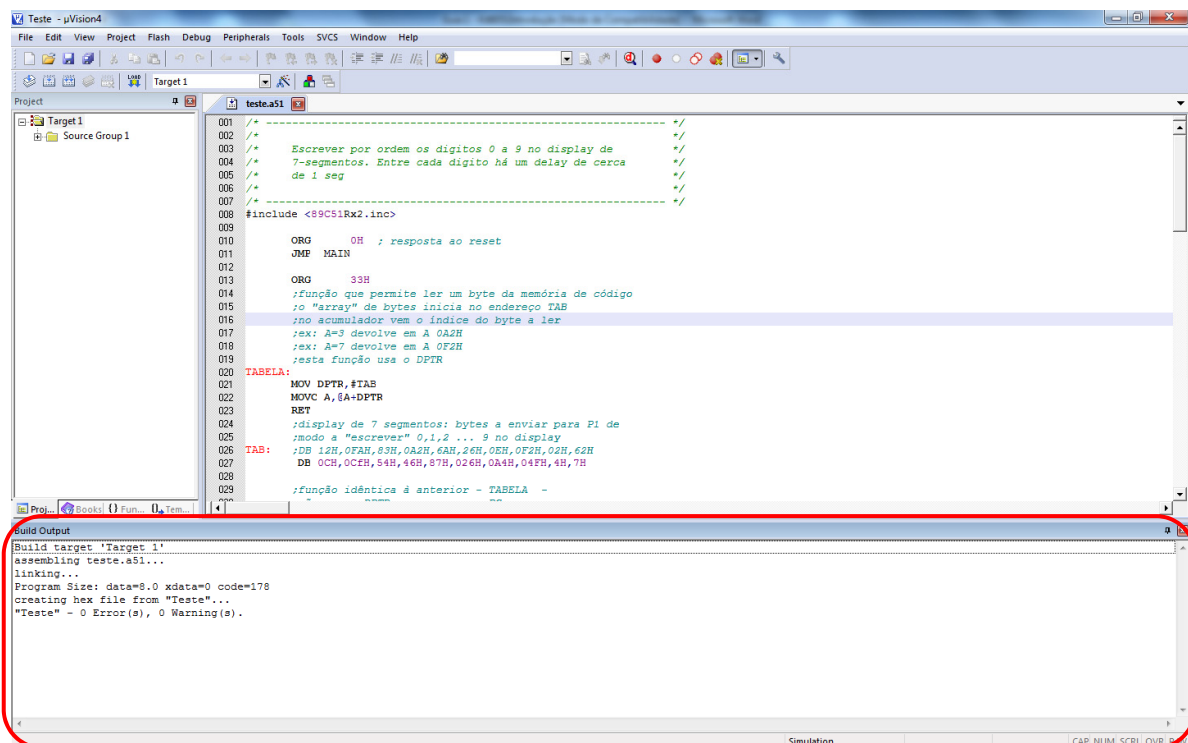 Teste - µVision4
File Edit View Project Flash Debug Peripherals Tools SVCS Window Help
LOAD Target 1
Project
teste.a51
Target 1
Source Group 1
001 /* ---------------------------------------------------------- */
002 /* */
003 /* Escrever por ordem os digitos 0 a 9 no display de */
004 /* 7-segmentos. Entre cada digito há um delay de cerca */
005 /* de 1 seg */
006 /* */
007 /* ---------------------------------------------------------- */
008 #include <89C51Rx2.inc>
009
010 ORG 0H ; resposta ao reset
011 JMP MAIN
012
013 ORG 33H
014 ;função que permite ler um byte da memória de código
015 ;o "array" de bytes inicia no endereço TAB
016 ;no acumulador vem o índice do byte a ler
017 ;ex: A=3 devolve em A 0A2H
018 ;ex: A=7 devolve em A 0F2H
019 ;esta função usa o DPTR
020 TABELA:
021 MOV DPTR,#TAB
022 MOVC A,@A+DPTR
023 RET
024 ;display de 7 segmentos: bytes a enviar para P1 de
025 ;modo a "escrever" 0,1,2 ... 9 no display
026 TAB: ;DB 12H,0FAH,83H,0A2H,6AH,26H,0EH,0F2H,02H,62H
027 DB 0CH,0CfH,54H,46H,87H,026H,0A4H,04FH,4H,7H
028
029 ;função idêntica à anterior - TABELA -
Proj... Books {} Fun... Tem...
Build Output
Build target 'Target 1'
assembling teste.a51...
linking...
Program Size: data=8.0 xdata=0 code=178
creating hex file from "Teste"...
"Teste" - 0 Error(s), 0 Warning(s).
Simulation
CAP NUM SCRL OVR R/W